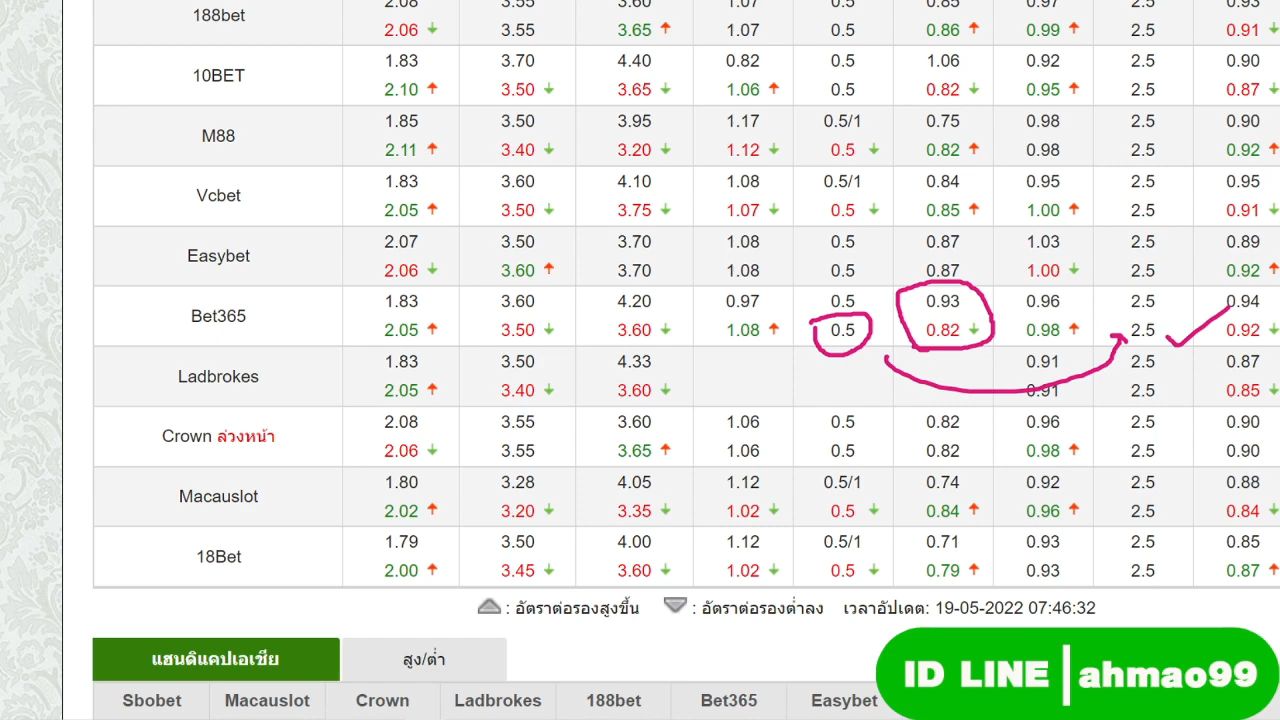 188bet 2.08 3.55 3.60 1.07 0.5 0.85 0.97 2.5 0.93
2.06 3.55 3.65 1.07 0.5 0.86 0.99 2.5 0.91
10BET 1.83 3.70 4.40 0.82 0.5 1.06 0.92 2.5 0.90
2.10 3.50 3.65 1.06 0.5 0.82 0.95 2.5 0.87
M88 1.85 3.50 3.95 1.17 0.5/1 0.75 0.98 2.5 0.90
2.11 3.40 3.20 1.12 0.5 0.82 0.98 2.5 0.92
Vcbet 1.83 3.60 4.10 1.08 0.5/1 0.84 0.95 2.5 0.95
2.05 3.50 3.75 1.07 0.5 0.85 1.00 2.5 0.91
Easybet 2.07 3.50 3.70 1.08 0.5 0.87 1.03 2.5 0.89
2.06 3.60 3.70 1.08 0.5 0.87 1.00 2.5 0.92
Bet365 1.83 3.60 4.20 0.97 0.5 0.93 0.96 2.5 0.94
2.05 3.50 3.60 1.08 0.5 0.82 0.98 2.5 0.92
Ladbrokes 1.83 3.50 4.33 0.91 2.5 0.87
2.05 3.40 3.60 0.91 2.5 0.85
Crown ล่วงหน้า 2.08 3.55 3.60 1.06 0.5 0.82 0.96 2.5 0.90
2.06 3.55 3.65 1.06 0.5 0.82 0.98 2.5 0.90
Macauslot 1.80 3.28 4.05 1.12 0.5/1 0.74 0.92 2.5 0.88
2.02 3.20 3.35 1.02 0.5 0.84 0.96 2.5 0.84
18Bet 1.79 3.50 4.00 1.12 0.5/1 0.71 0.93 2.5 0.85
2.00 3.45 3.60 1.02 0.5 0.79 0.93 2.5 0.87
: อัตราต่อรองสูงขึ้น : อัตราต่อรองต่ำลง เวลาอัปเดต: 19-05-2022 07:46:32
แฮนดิแคปเอเชีย สูง/ต่ำ
ID LINE ahmao99
Sbobet Macauslot Crown Ladbrokes 188bet Bet365 Easybet